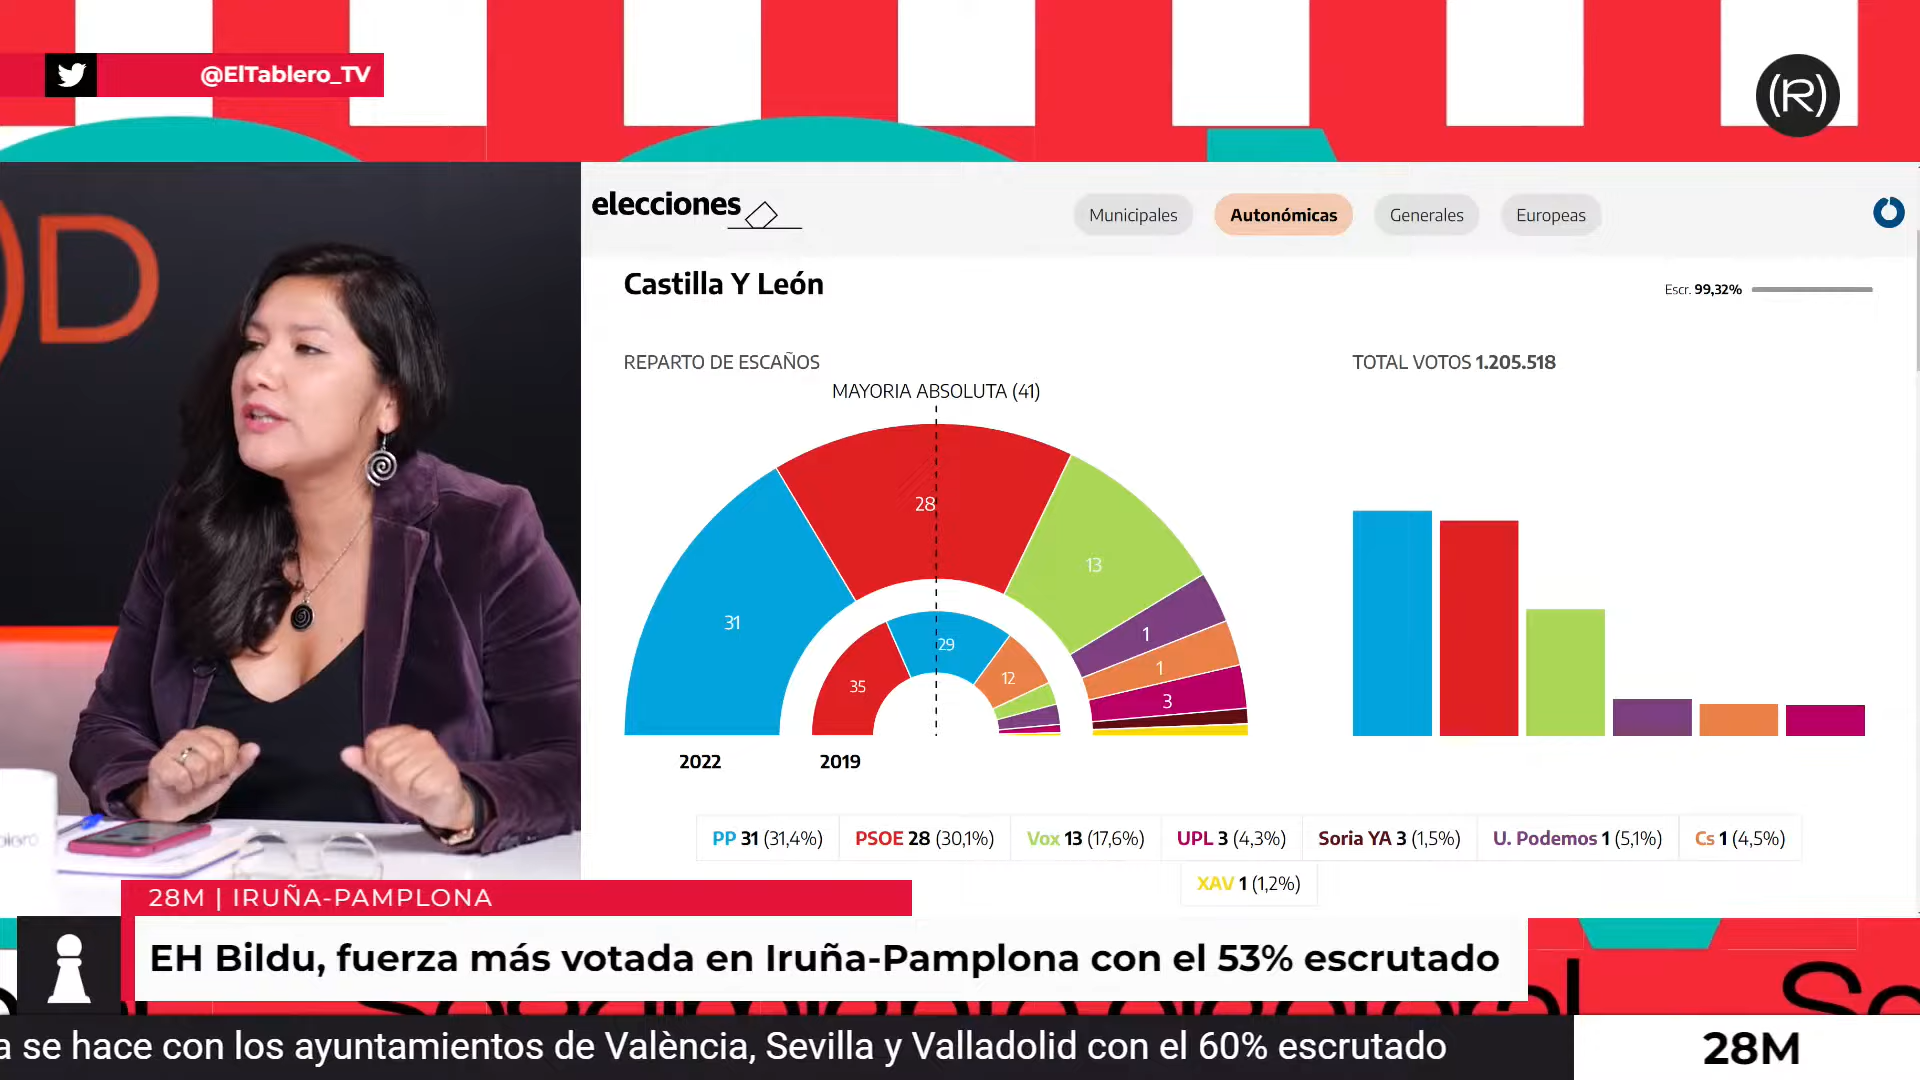 @ElTablero_TV
(R)
D
elecciones
Municipales
Autonómicas
Generales
Europeas
Castilla Y León
Escr. 99,32%
REPARTO DE ESCAÑOS
TOTAL VOTOS 1.205.518
MAYORIA ABSOLUTA (41)
28
13
31
1
29
1
12
35
3
2022
2019
PP 31 (31,4%)
PSOE 28 (30,1%)
Vox 13 (17,6%)
UPL 3 (4,3%)
Soria YA 3 (1,5%)
U. Podemos 1 (5,1%)
Cs 1 (4,5%)
XAV 1 (1,2%)
28M | IRUÑA-PAMPLONA
EH Bildu, fuerza más votada en Iruña-Pamplona con el 53% escrutado
a se hace con los ayuntamientos de València, Sevilla y Valladolid con el 60% escrutado
28M